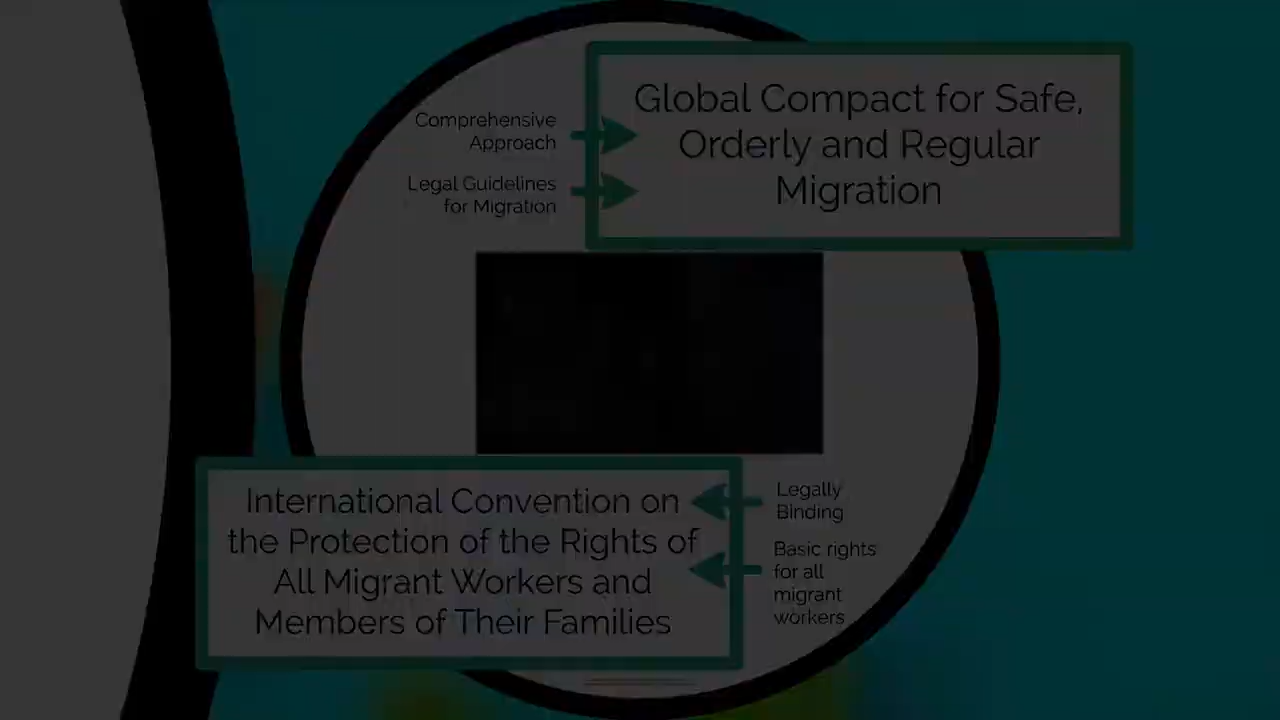 Comprehensive
Approach
Legal Guidelines
for Migration
Global Compact for Safe,
Orderly and Regular
Migration
International Convention on
the Protection of the Rights of
All Migrant Workers and
Members of Their Families
Legally
Binding
Basic rights
for all
migrant
workers